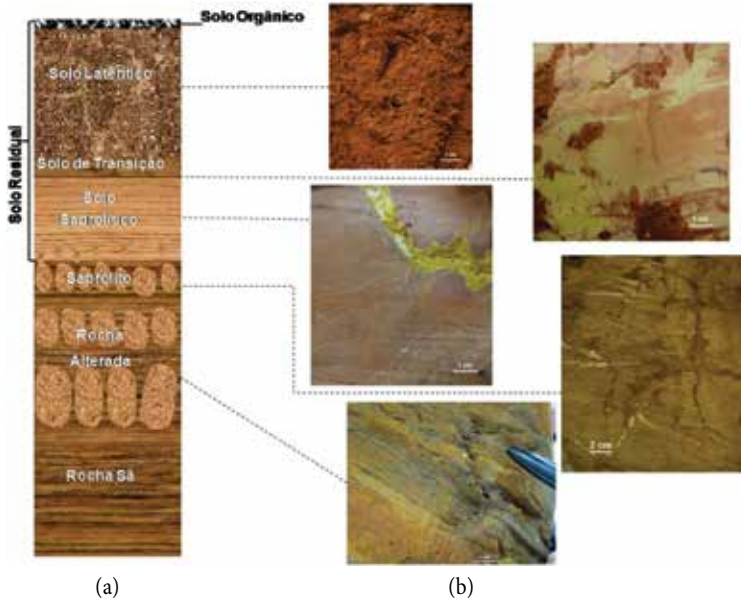 Solo Orgânico
Solo Laterítico
Solo de Transição
Solo
Saprolítico
Solo Residual
Saprolito
Rocha
Alterada
Rocha Sã
2 cm
(a)
(b)